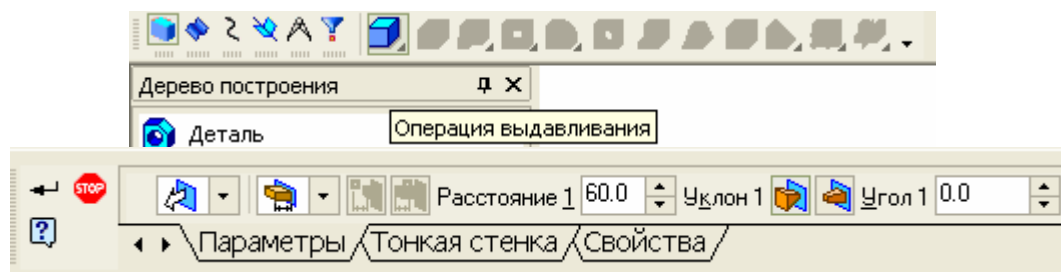 Дерево построения
Деталь
Операция выдавливания
STOP
Расстояние 1 60.0 Уклон 1 Угол 1 0.0
Параметры Тонкая стенка Свойства